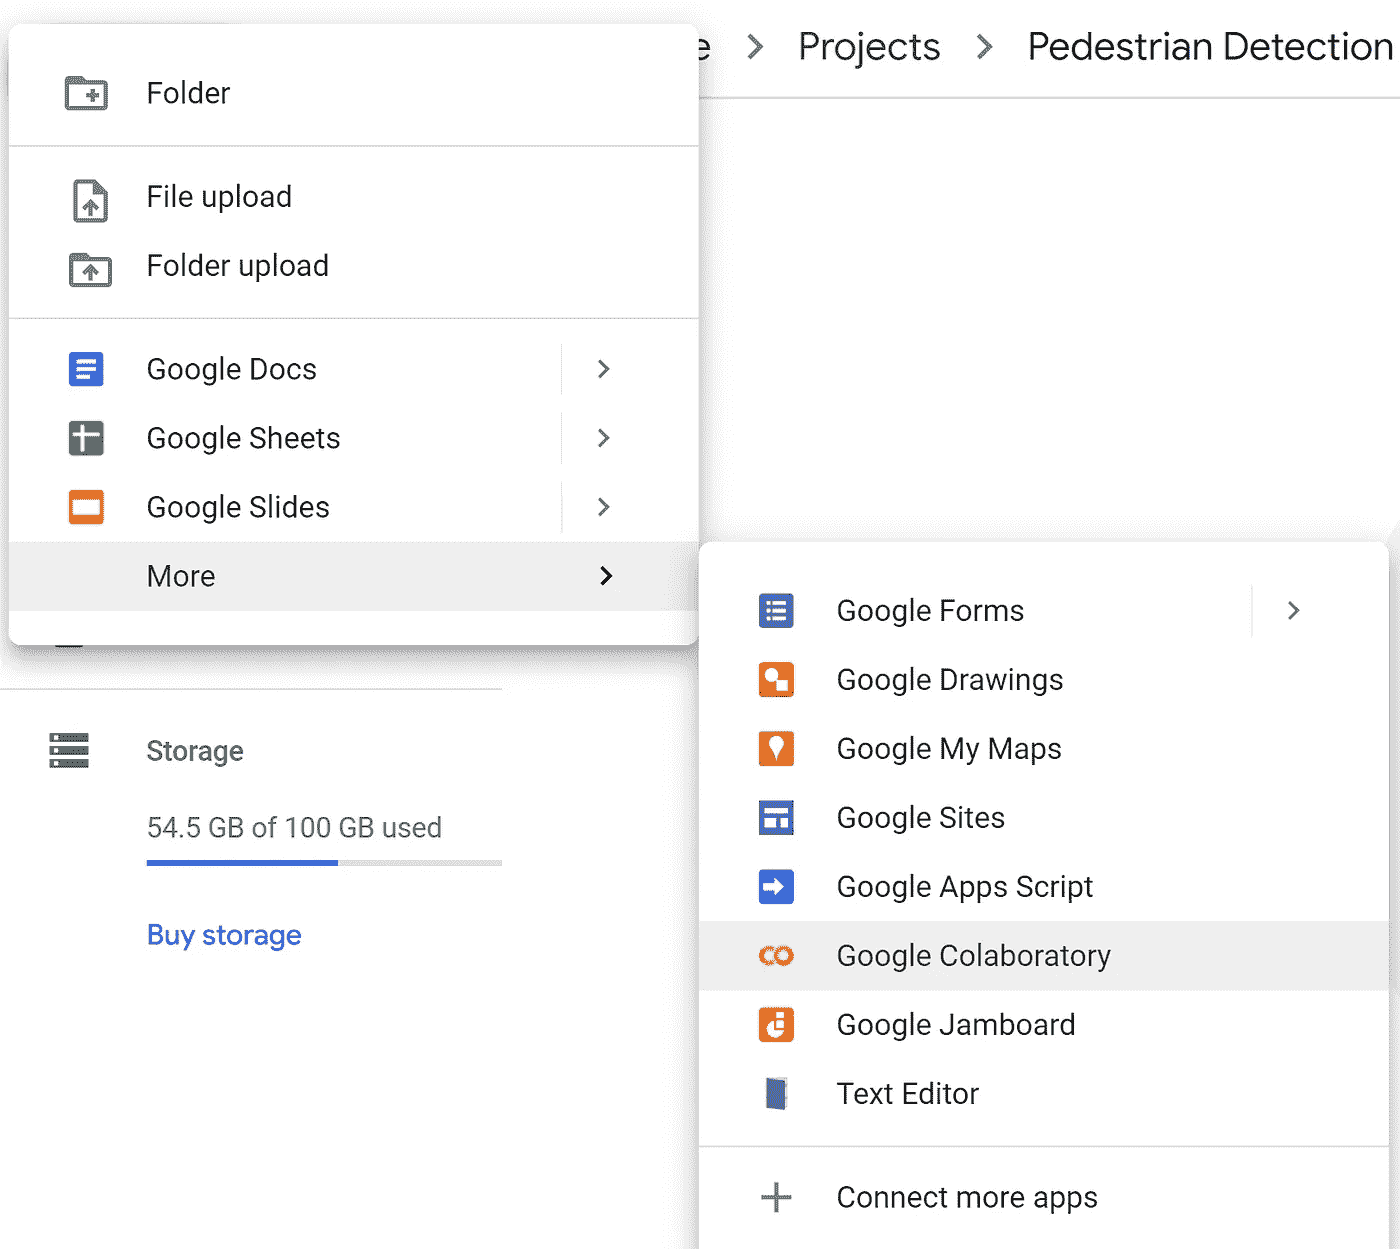 Projects
Pedestrian Detection
Folder
File upload
Folder upload
Google Docs
Google Sheets
Google Slides
More
Storage
54.5 GB of 100 GB used
Buy storage
Google Forms
Google Drawings
Google My Maps
Google Sites
Google Apps Script
Google Colaboratory
Google Jamboard
Text Editor
Connect more apps